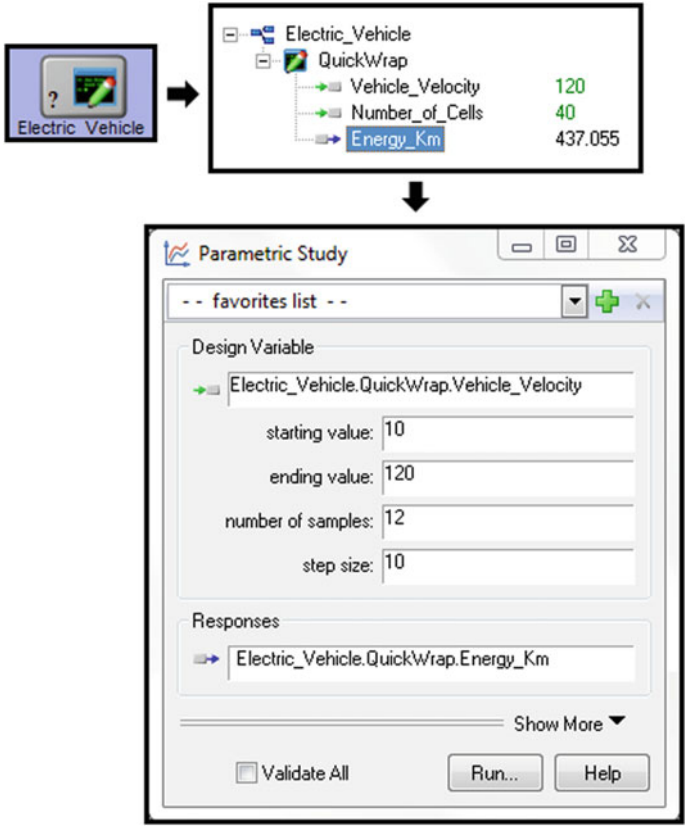 ?
Electric Vehicle
Electric_Vehicle
QuickWrap
Vehicle_Velocity 120
Number_of_Cells 40
Energy_Km 437.055
Parametric Study
- - favorites list - -
Design Variable
Electric_Vehicle.QuickWrap.Vehicle_Velocity
starting value: 10
ending value: 120
number of samples: 12
step size: 10
Responses
Electric_Vehicle.QuickWrap.Energy_Km
Show More
Validate All Run... Help